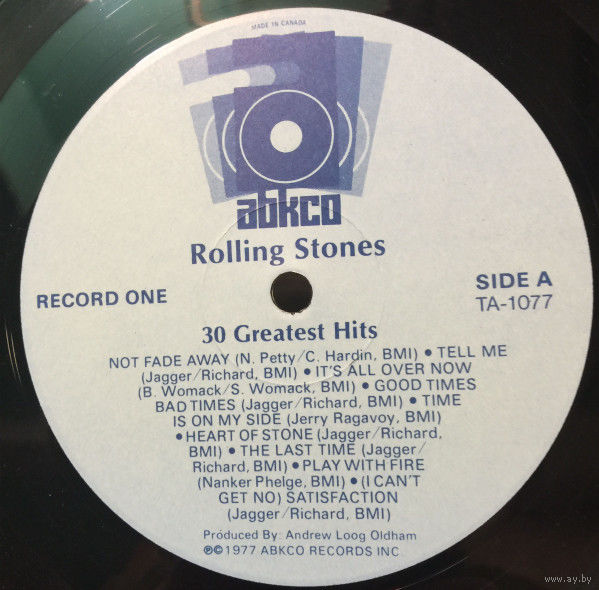 MADE IN CANADA
abkco
Rolling Stones
RECORD ONE
SIDE A
TA-1077
30 Greatest Hits
NOT FADE AWAY (N. Petty/C. Hardin, BMI) • TELL ME
(Jagger/Richard, BMI) • IT'S ALL OVER NOW
(B. Womack/S. Womack, BMI) • GOOD TIMES
BAD TIMES (Jagger/Richard, BMI) • TIME
IS ON MY SIDE (Jerry Ragavoy, BMI)
• HEART OF STONE (Jagger/Richard,
BMI) • THE LAST TIME (Jagger/
Richard, BMI) • PLAY WITH FIRE
(Nanker Phelge, BMI) • (I CAN'T
GET NO) SATISFACTION
(Jagger/Richard, BMI)
Produced By: Andrew Loog Oldham
℗©1977 ABKCO RECORDS INC.
www.ay.by